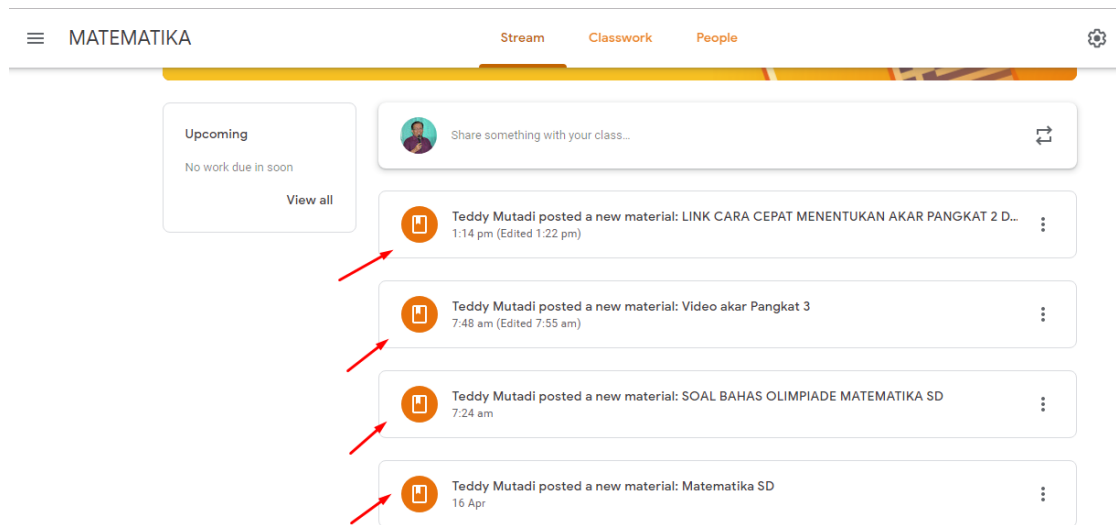 MATEMATIKA
Stream
Classwork
People
Upcoming
No work due in soon
View all
Share something with your class...
Teddy Mutadi posted a new material: LINK CARA CEPAT MENENTUKAN AKAR PANGKAT 2 D...
1:14 pm (Edited 1:22 pm)
Teddy Mutadi posted a new material: Video akar Pangkat 3
7:48 am (Edited 7:55 am)
Teddy Mutadi posted a new material: SOAL BAHAS OLIMPIADE MATEMATIKA SD
7:24 am
Teddy Mutadi posted a new material: Matematika SD
16 Apr